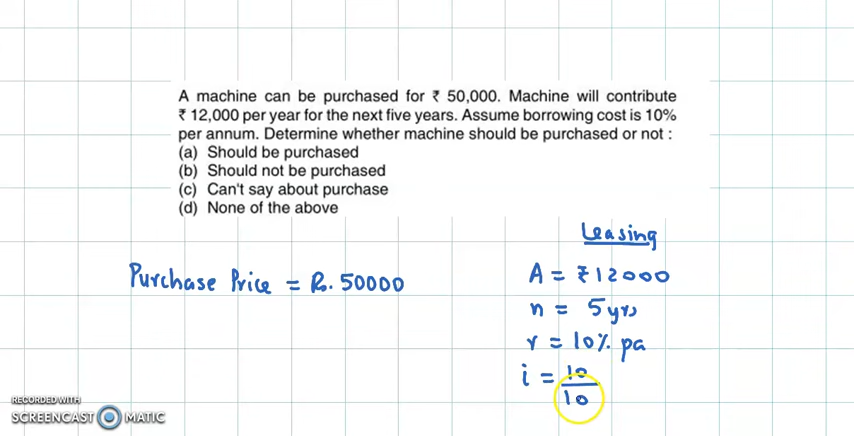 A machine can be purchased for ₹ 50,000. Machine will contribute
₹ 12,000 per year for the next five years. Assume borrowing cost is 10%
per annum. Determine whether machine should be purchased or not :
(a) Should be purchased
(b) Should not be purchased
(c) Can't say about purchase
(d) None of the above
Leasing
Purchase Price = Rs. 50000
A = ₹12000
n = 5 yrs
r = 10% pa
i = 10
10
RECORDED WITH
SCREENCAST MATIC